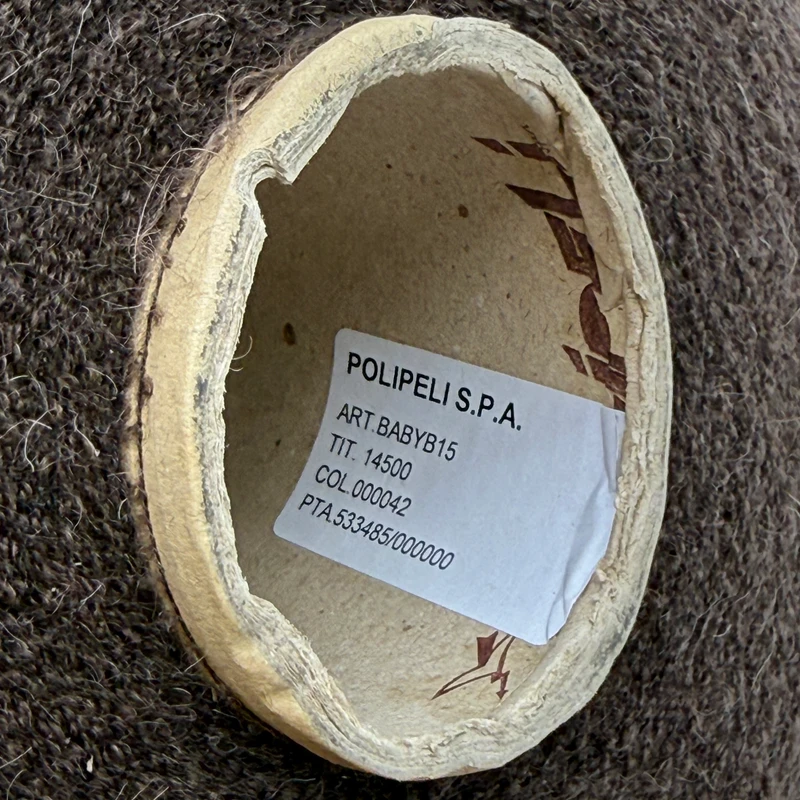 POLIPELI S.P.A.
ART.BABYB15
TIT. 14500
COL.000042
PTA.533485/000000